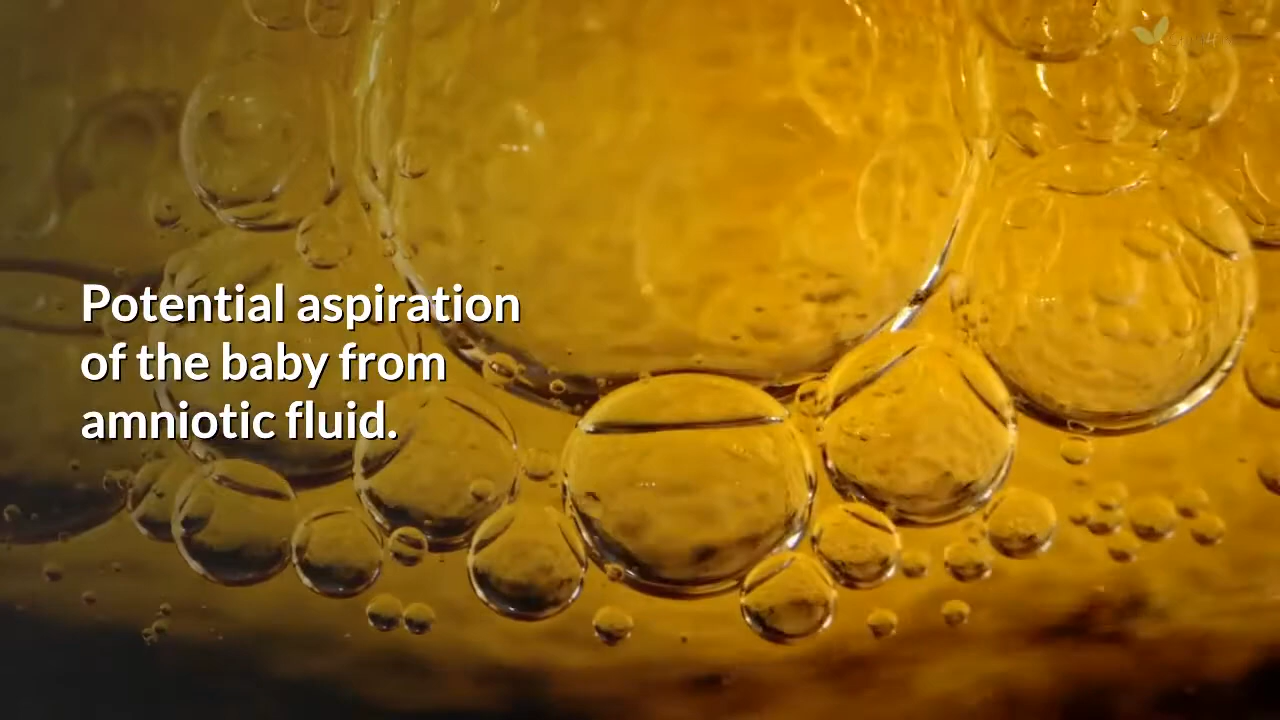 Potential aspiration
of the baby from
amniotic fluid.